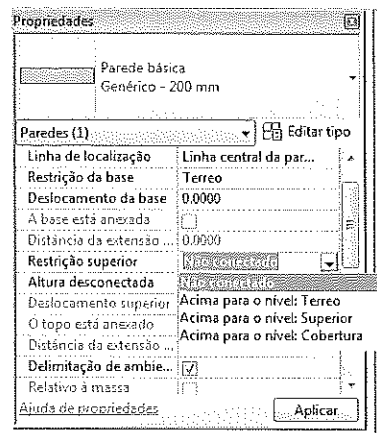 Propriedades
Parede básica
Genérico - 200 mm
Paredes (1)
Editar tipo
Linha de localização Linha central da par...
Restrição da base Terreo
Deslocamento da base 0.0000
A base está anexada
Distância da extensão ... 0.0000
Restrição superior Não conectado
Altura desconectada Não conectado
Deslocamento superior Acima para o nível: Terreo
O topo está anexado Acima para o nível: Superior
Distância da extensão ... Acima para o nível: Cobertura
Delimitação de ambie...
Relativo à massa
Ajuda de propriedades Aplicar